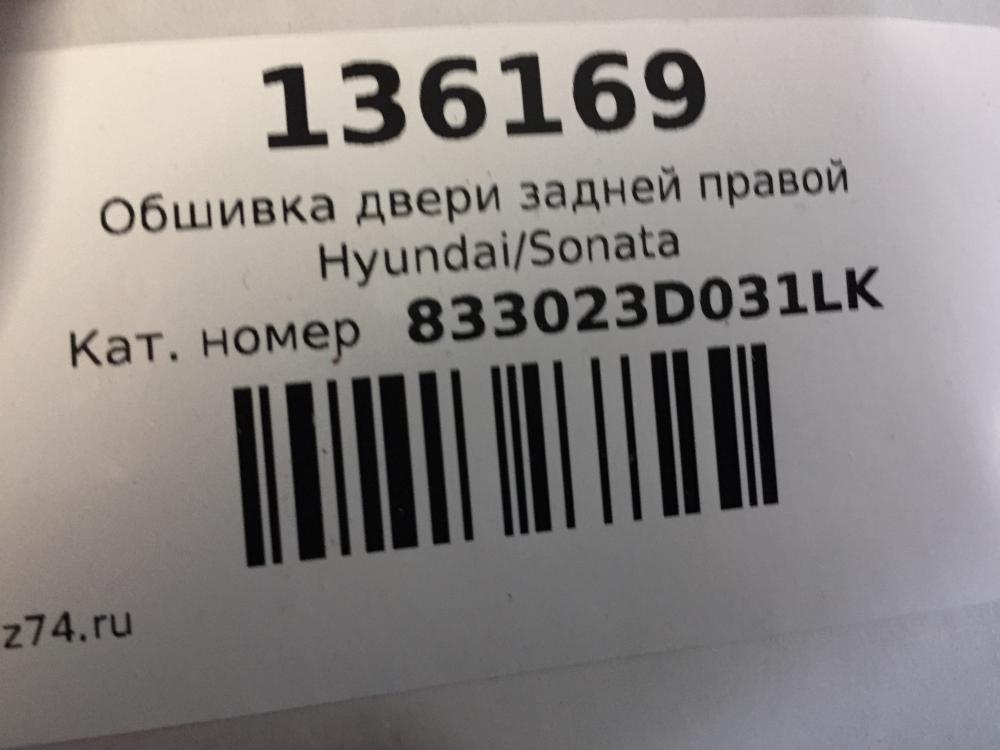 136169
Обшивка двери задней правой
Hyundai/Sonata
Кат. номер 833023D031LK
z74.ru